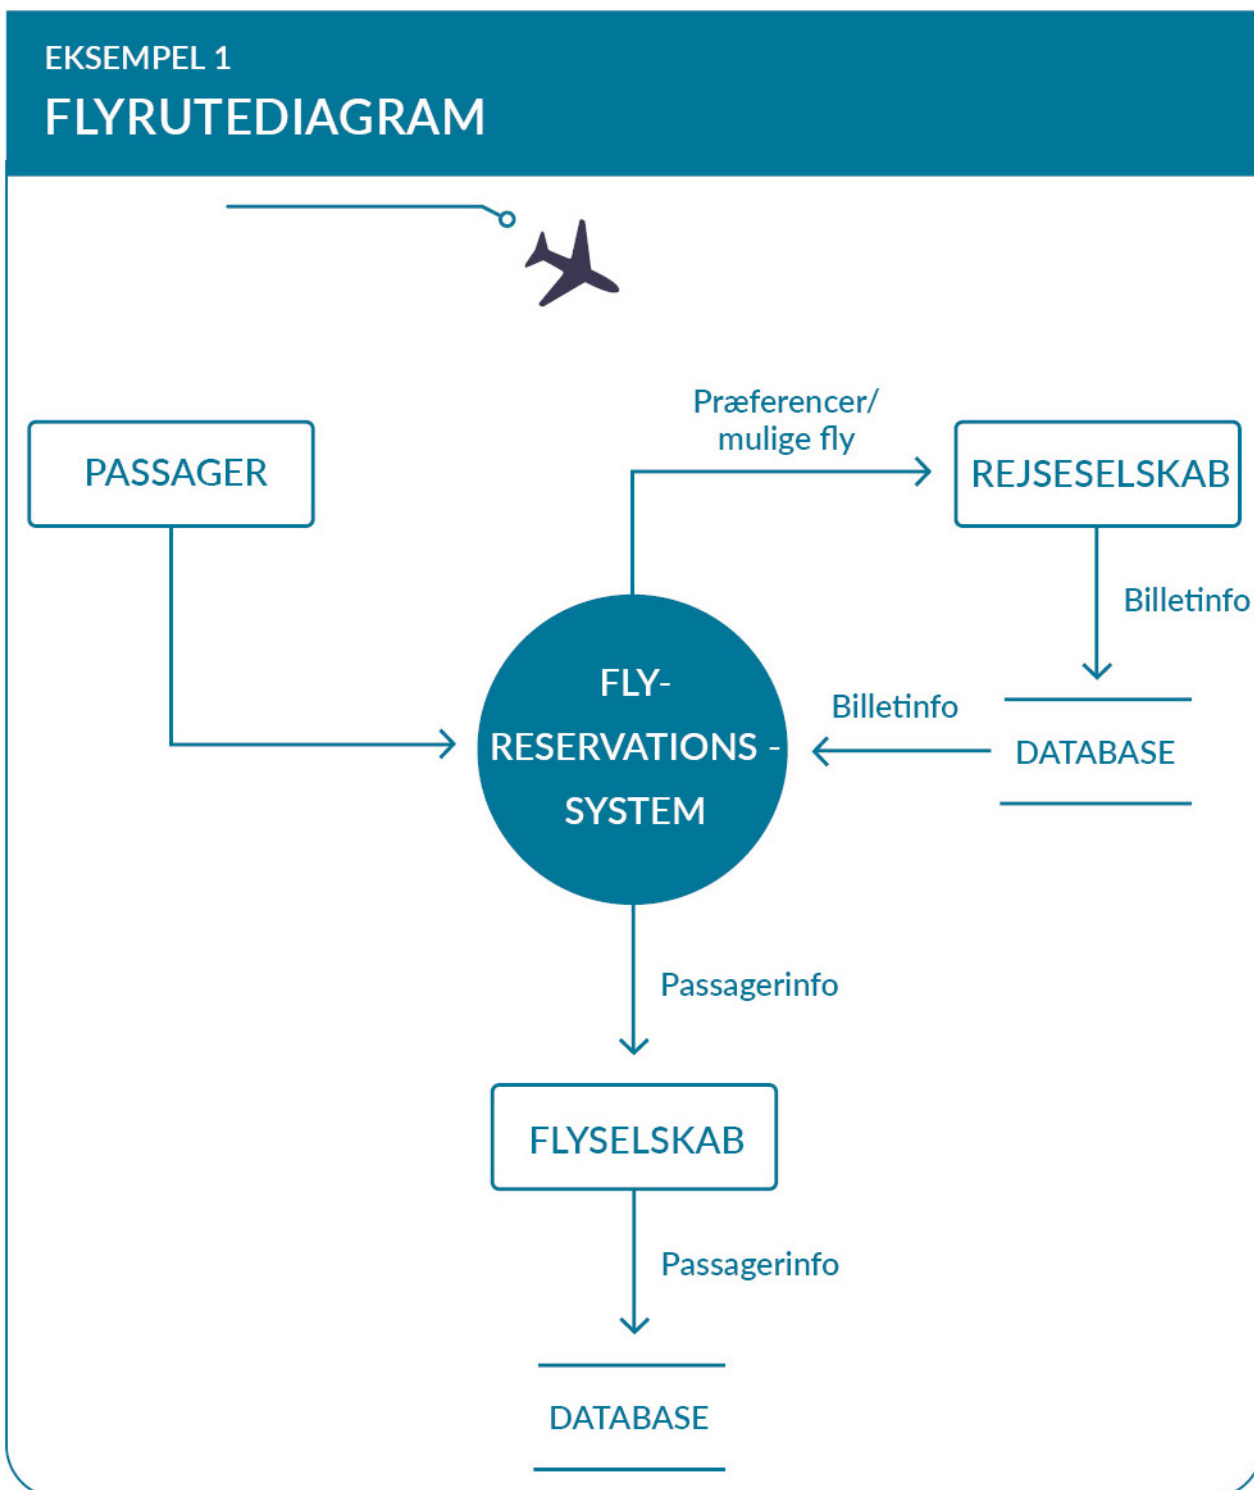 EKSEMPEL 1
FLYRUTEDIAGRAM
Præferencer/
mulige fly
PASSAGER
REJSESELSKAB
Billetinfo
FLY-
RESERVATIONS -
SYSTEM
Billetinfo
DATABASE
Passagerinfo
FLYSELSKAB
Passagerinfo
DATABASE